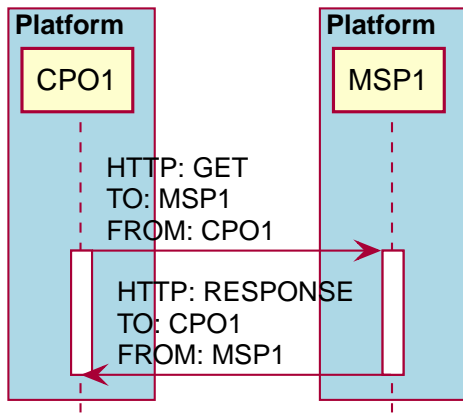 Platform
Platform
CPO1
MSP1
HTTP: GET
TO: MSP1
FROM: CPO1
HTTP: RESPONSE
TO: CPO1
FROM: MSP1